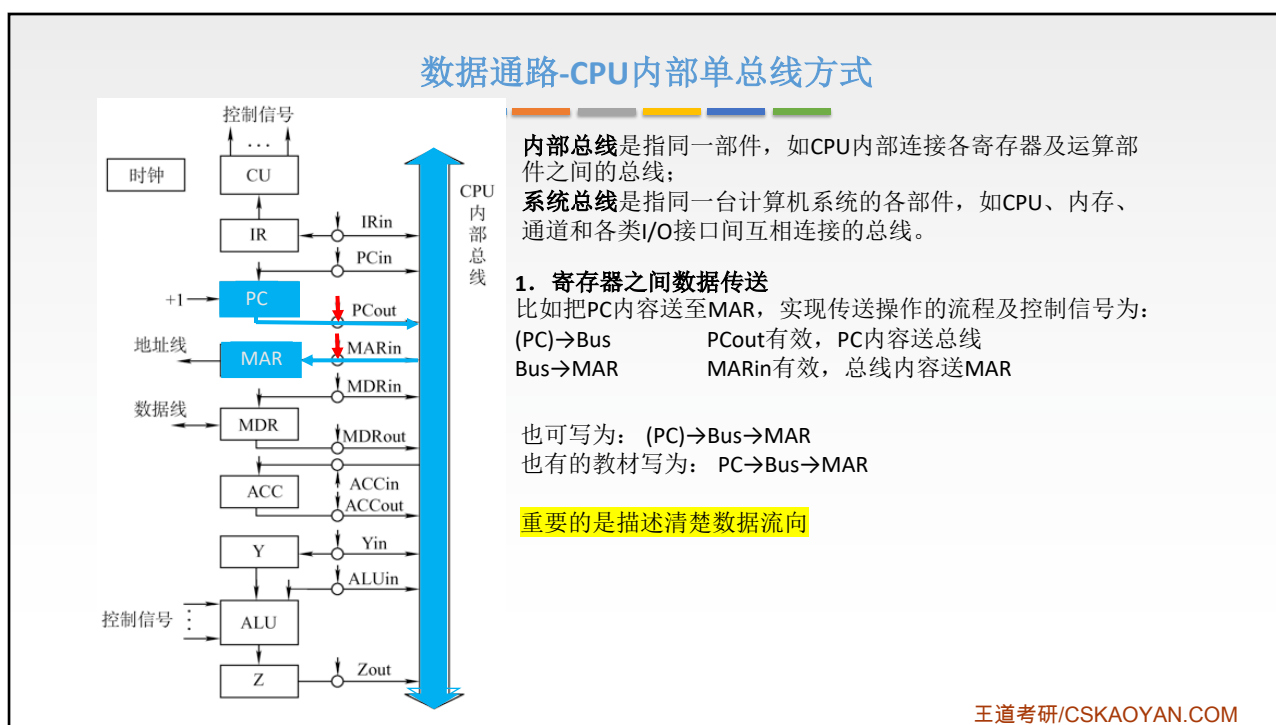 数据通路-CPU内部单总线方式
控制信号
...
时钟
CU
IR
IRin
PCin
+1
PC
PCout
地址线
MAR
MARin
MDRin
数据线
MDR
MDRout
ACC
ACCin
ACCout
Y
Yin
ALUin
控制信号
⋮
ALU
Z
Zout
CPU
内
部
总
线
内部总线是指同一部件，如CPU内部连接各寄存器及运算部
件之间的总线；
系统总线是指同一台计算机系统的各部件，如CPU、内存、
通道和各类I/O接口间互相连接的总线。
1．寄存器之间数据传送
比如把PC内容送至MAR，实现传送操作的流程及控制信号为：
(PC)→Bus PCout有效，PC内容送总线
Bus→MAR MARin有效，总线内容送MAR
也可写为： (PC)→Bus→MAR
也有的教材写为： PC→Bus→MAR
重要的是描述清楚数据流向
王道考研/CSKAOYAN.COM